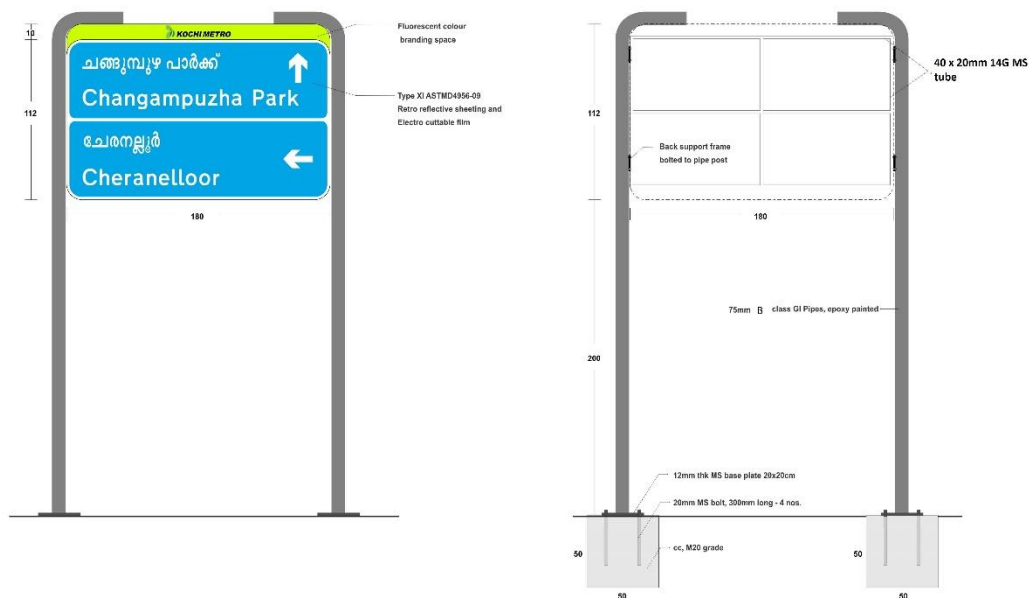 10
KOCHI METRO
Fluorescent colour
branding space
ചങ്ങമ്പുഴ പാർക്ക്
Changampuzha Park
112
Type XI ASTMD4956-09
Retro reflective sheeting and
Electro cuttable film
ചേരനല്ലൂർ
Cheranelloor
180
40 x 20mm 14G MS
tube
112
Back support frame
bolted to pipe post
180
75mm B class GI Pipes, epoxy painted
200
12mm thk MS base plate 20x20cm
20mm MS bolt, 300mm long - 4 nos.
50
cc, M20 grade
50
50
50